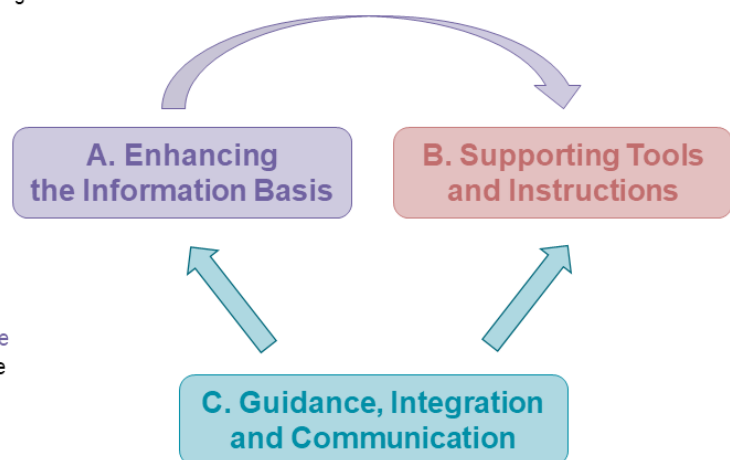 A. Enhancing
the Information Basis
B. Supporting Tools
and Instructions
C. Guidance, Integration
and Communication